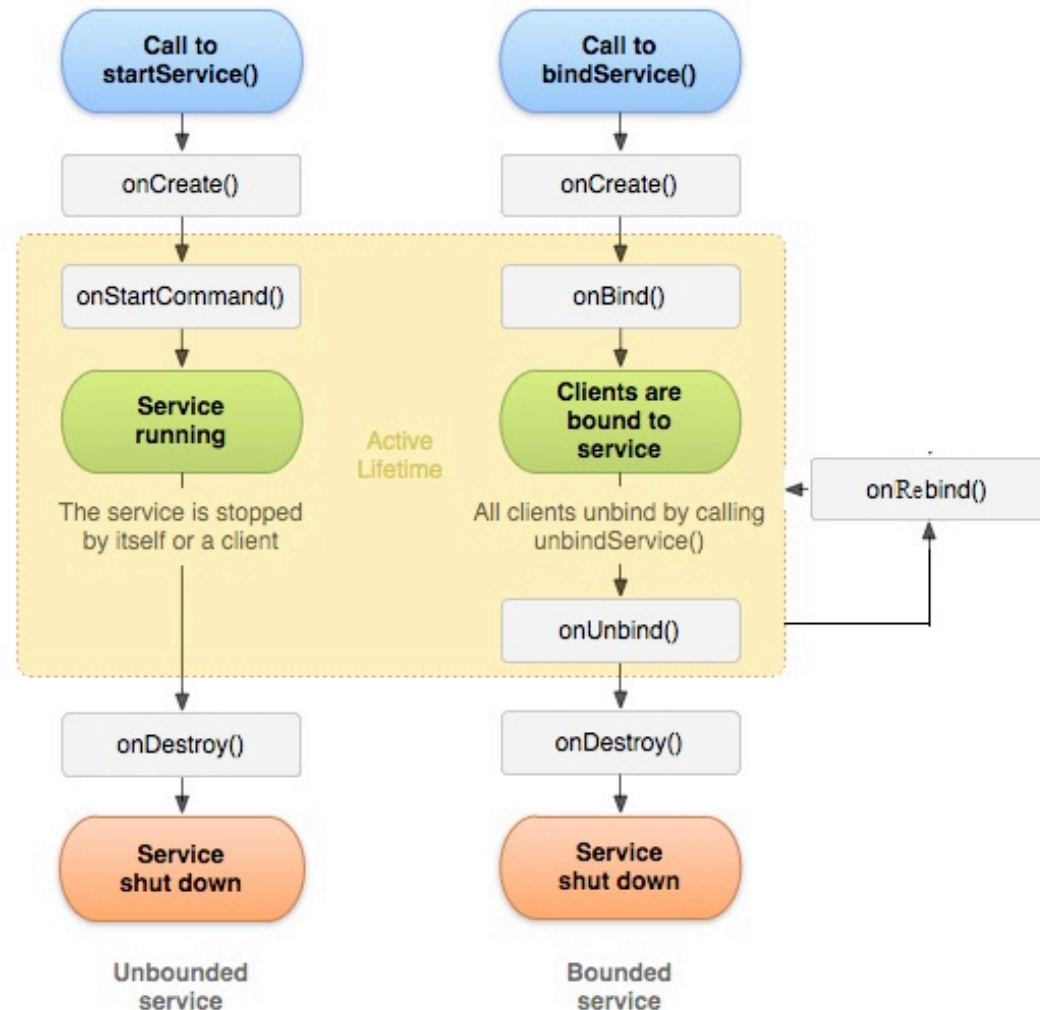 Call to
startService()
onCreate()
onStartCommand()
Service
running
The service is stopped
by itself or a client
onDestroy()
Service
shut down
Unbounded
service
Active
Lifetime
Call to
bindService()
onCreate()
onBind()
Clients are
bound to
service
All clients unbind by calling
unbindService()
onUnbind()
onDestroy()
Service
shut down
Bounded
service
onRebind()